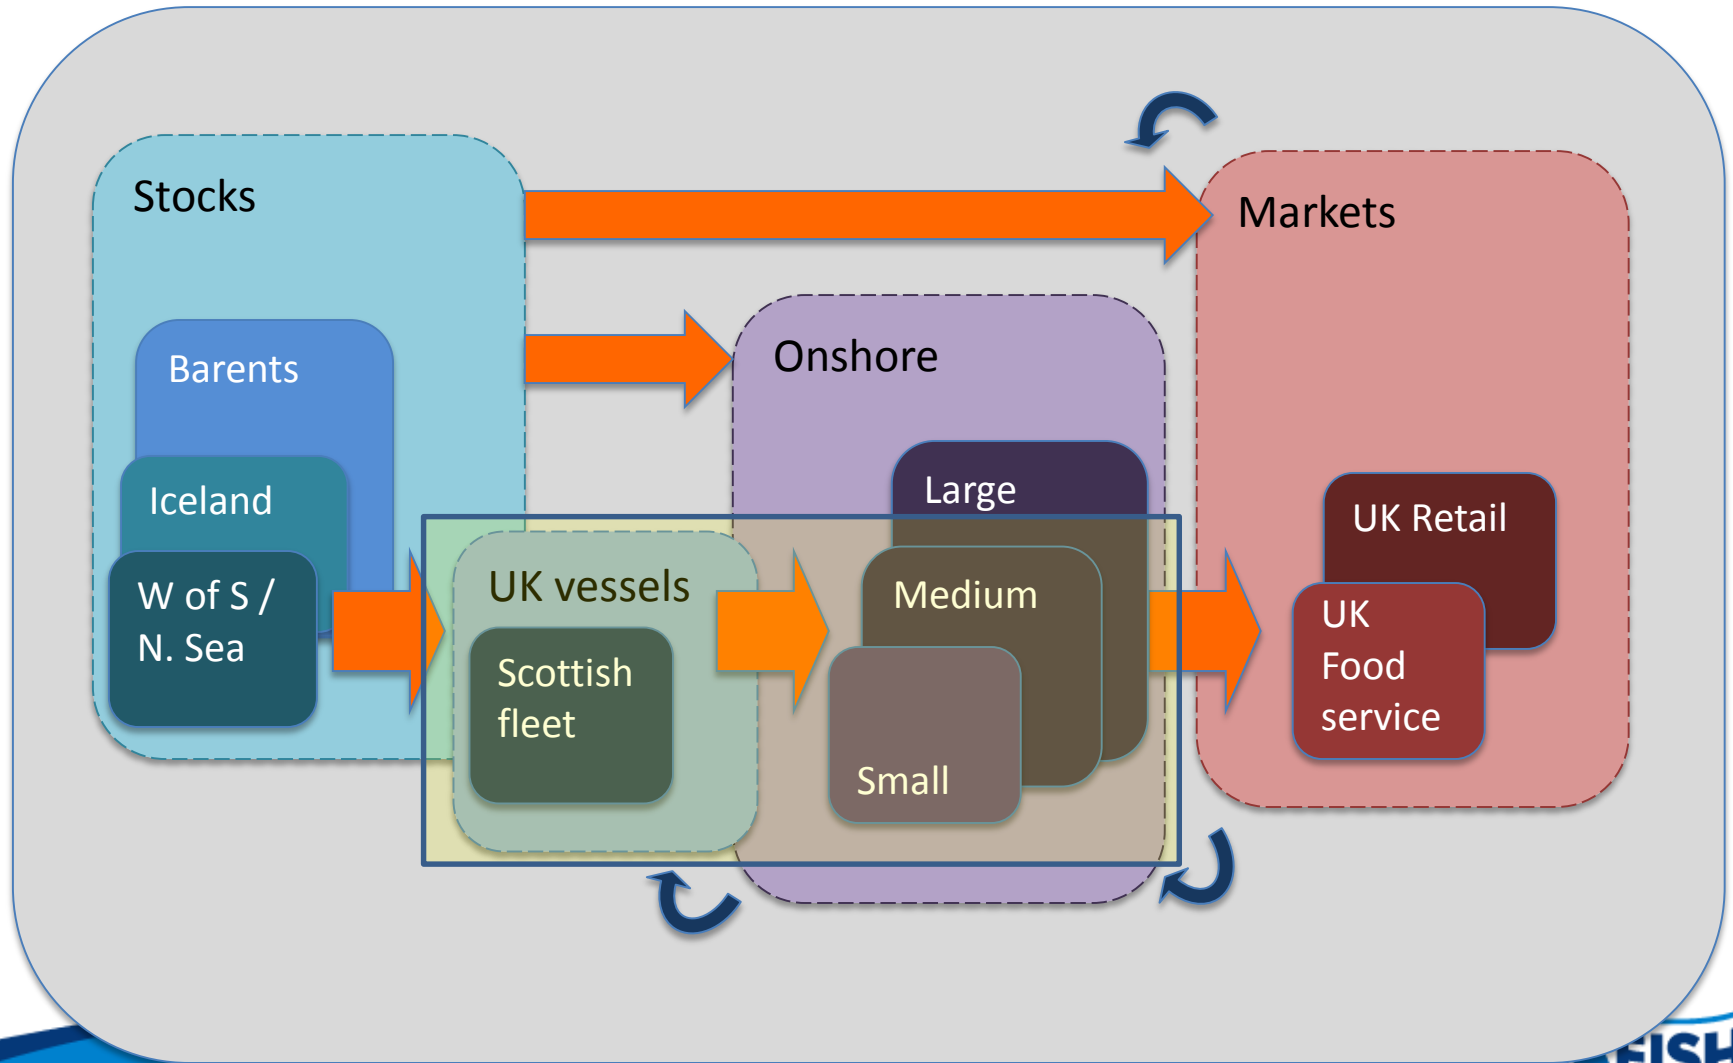 Stocks
Barents
Iceland
W of S /
N. Sea
UK vessels
Scottish
fleet
Onshore
Large
Medium
Small
Markets
UK Retail
UK
Food
service
FISH